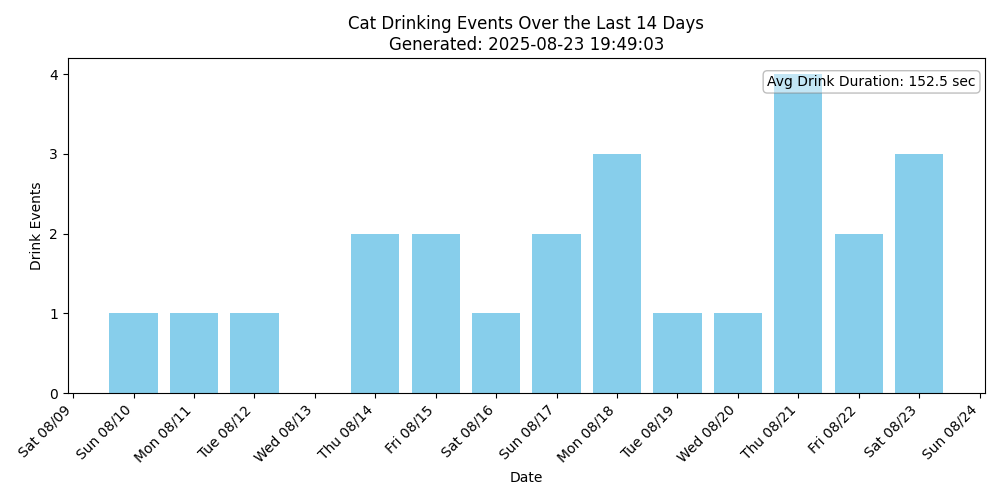 Cat Drinking Events Over the Last 14 Days
Generated: 2025-08-23 19:49:03
Avg Drink Duration: 152.5 sec
Drink Events
4
3
2
1
0
Sat 08/09
Sun 08/10
Mon 08/11
Tue 08/12
Wed 08/13
Thu 08/14
Fri 08/15
Sat 08/16
Sun 08/17
Mon 08/18
Tue 08/19
Wed 08/20
Thu 08/21
Fri 08/22
Sat 08/23
Sun 08/24
Date